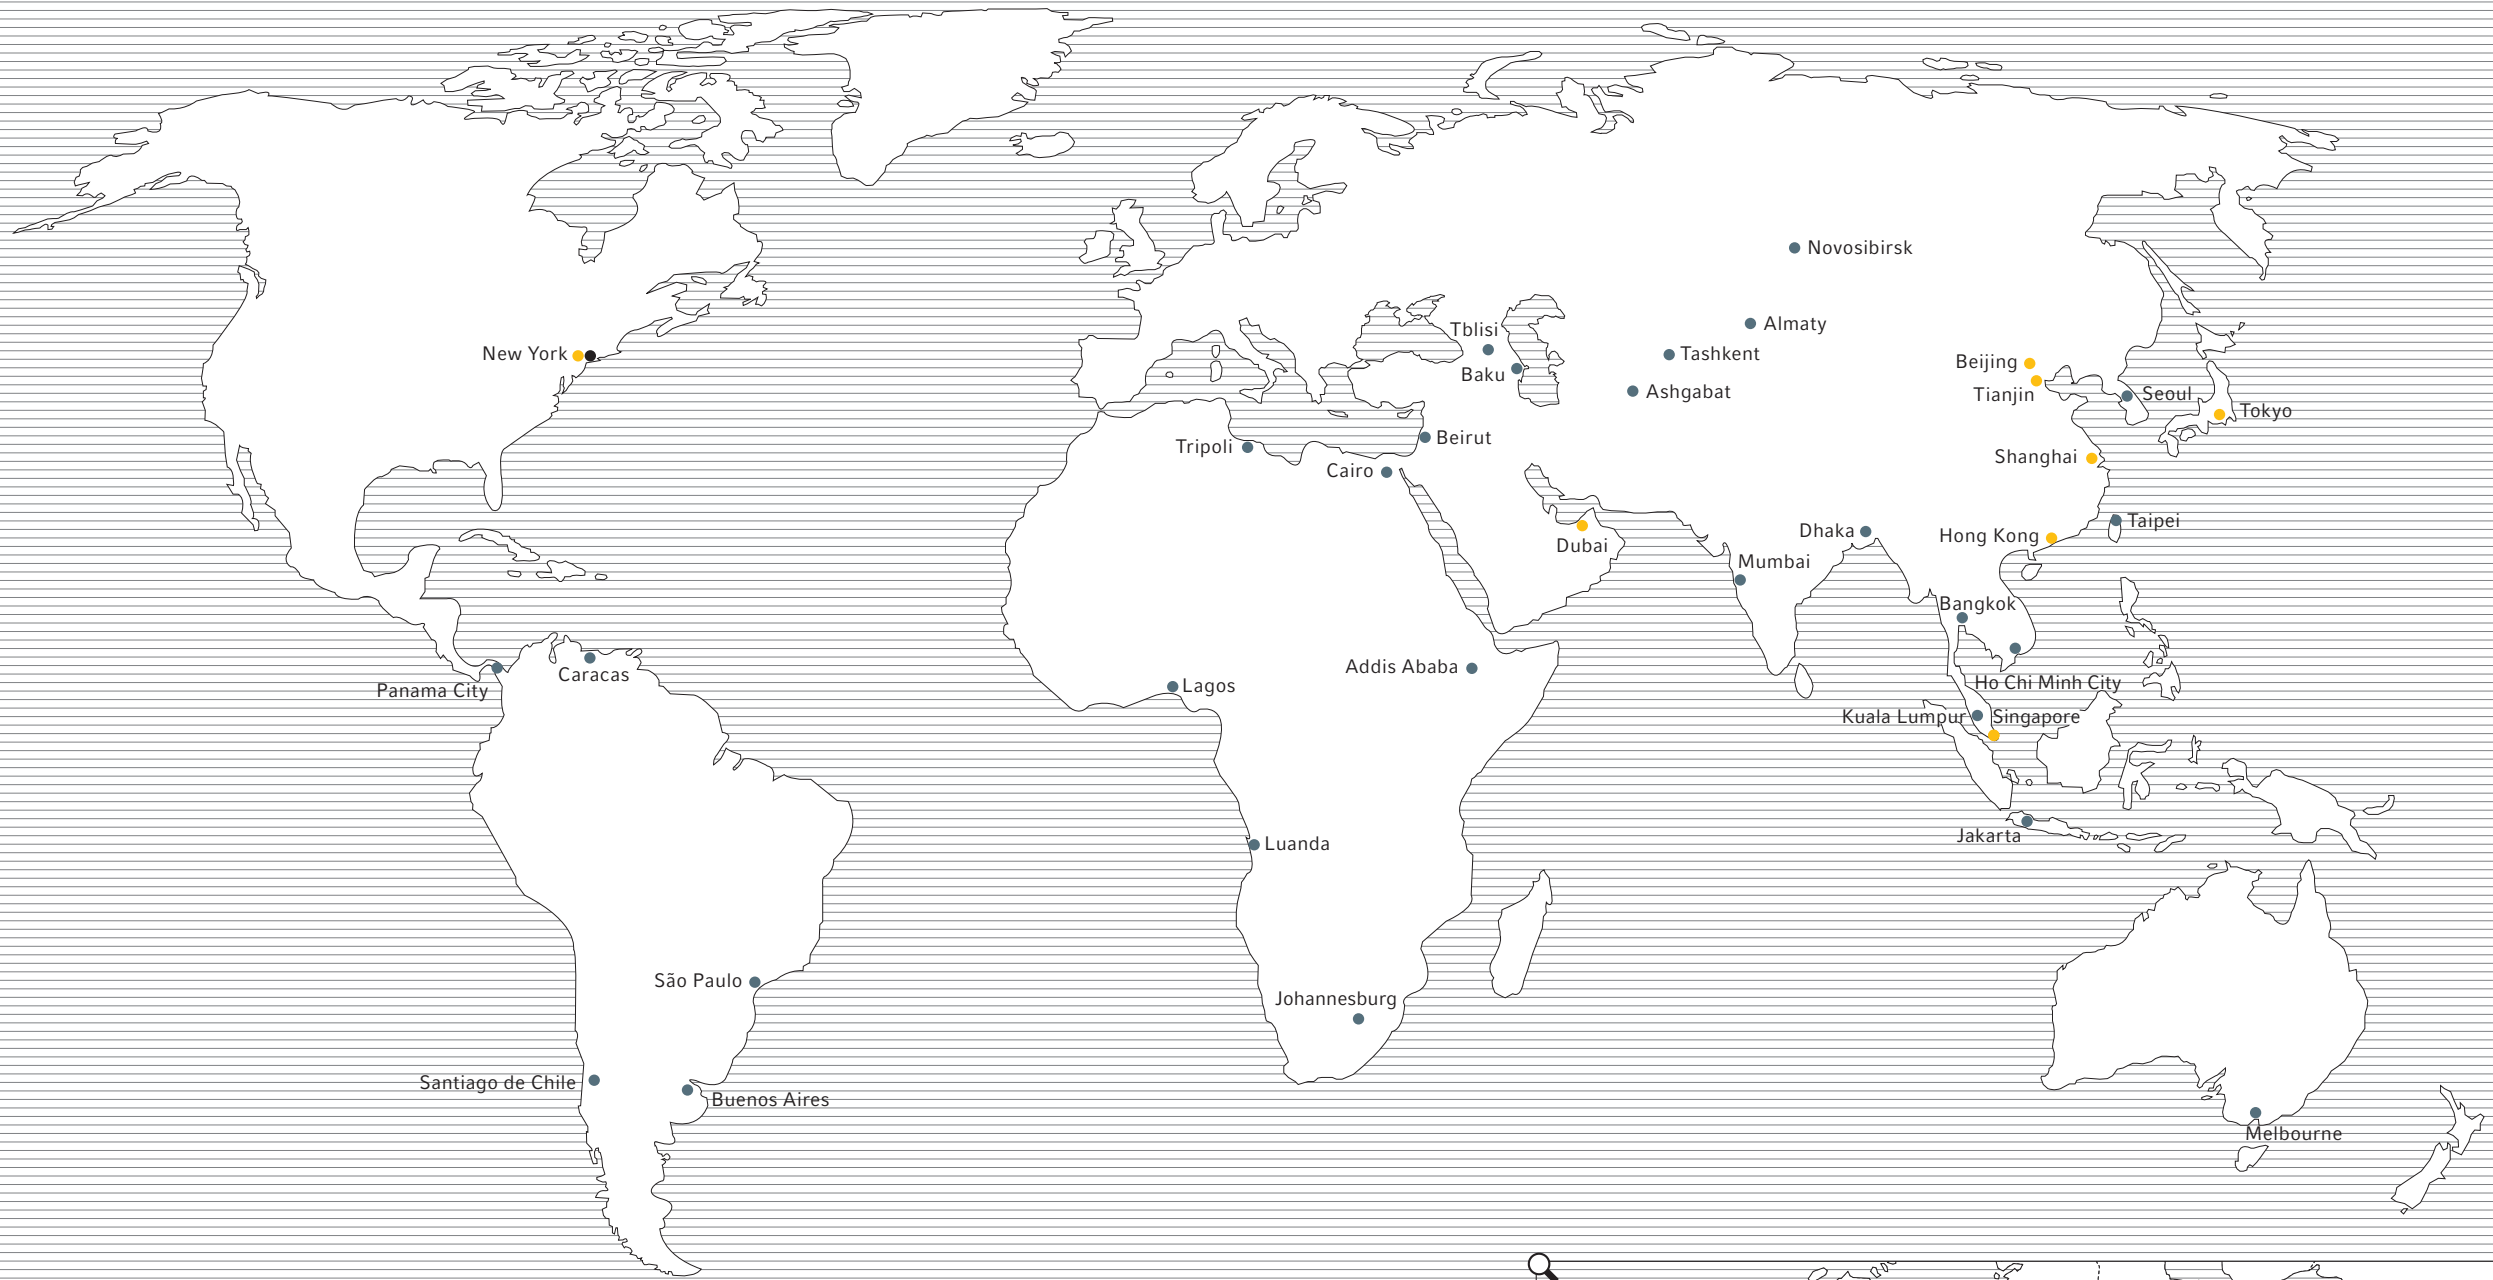 Novosibirsk
Almaty
Tblisi
New York
Tashkent
Beijing
Baku
Ashgabat
Tianjin
Seoul
Tokyo
Beirut
Tripoli
Shanghai
Cairo
Taipei
Dhaka
Hong Kong
Dubai
Mumbai
Bangkok
Addis Ababa
Caracas
Ho Chi Minh City
Lagos
Panama City
Kuala Lumpur
Singapore
Jakarta
Luanda
São Paulo
Johannesburg
Santiago de Chile
Buenos Aires
Melbourne